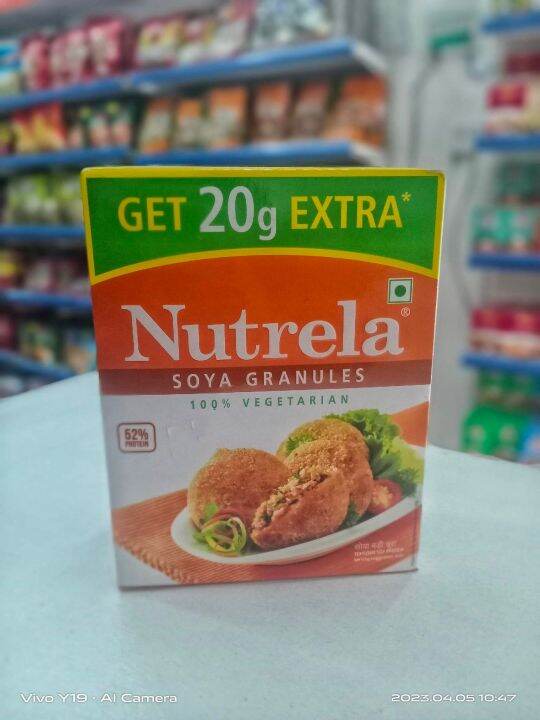 GET 20g EXTRA*
Nutrela®
SOYA GRANULES
100% VEGETARIAN
52%
PROTEIN
सोया बड़ी चूरा
Vivo Y19 · AI Camera
2023.04.05 10:47